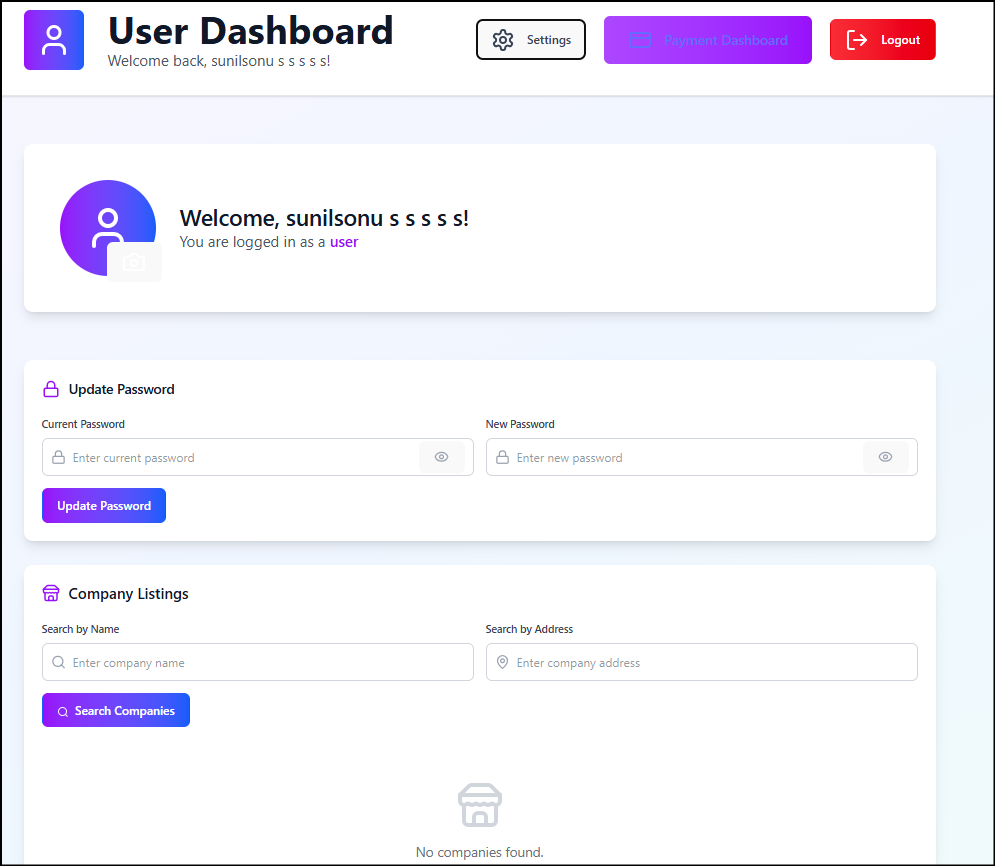 User Dashboard
Welcome back, sunilsonu s s s s s!
Settings
Payment Dashboard
Logout
Welcome, sunilsonu s s s s s!
You are logged in as a user
Update Password
Current Password
New Password
Enter current password
Enter new password
Update Password
Company Listings
Search by Name
Search by Address
Enter company name
Enter company address
Search Companies
No companies found.